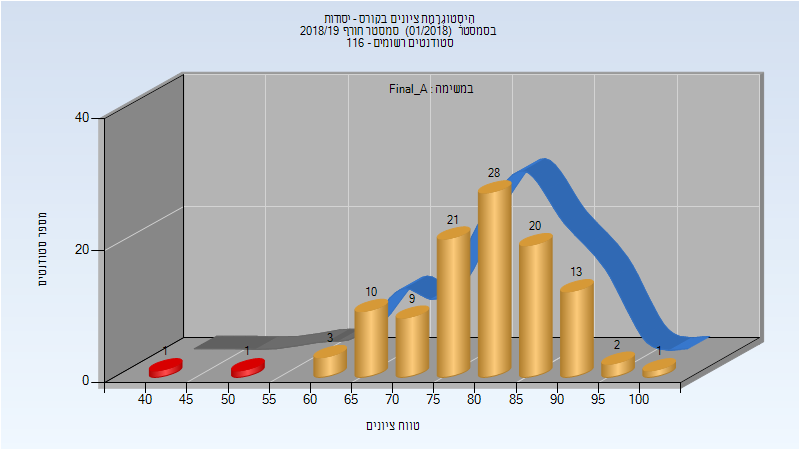 היסטוגרמת ציונים בקורס - יסודות
בסמסטר (01/2018) סמסטר חורף 2018/19
סטודנטים רשומים - 116
במשימה : Final_A
מספר סטודנטים
40
20
0
1
1
3
10
9
21
28
20
13
2
1
40 45 50 55 60 65 70 75 80 85 90 95 100
טווח ציונים